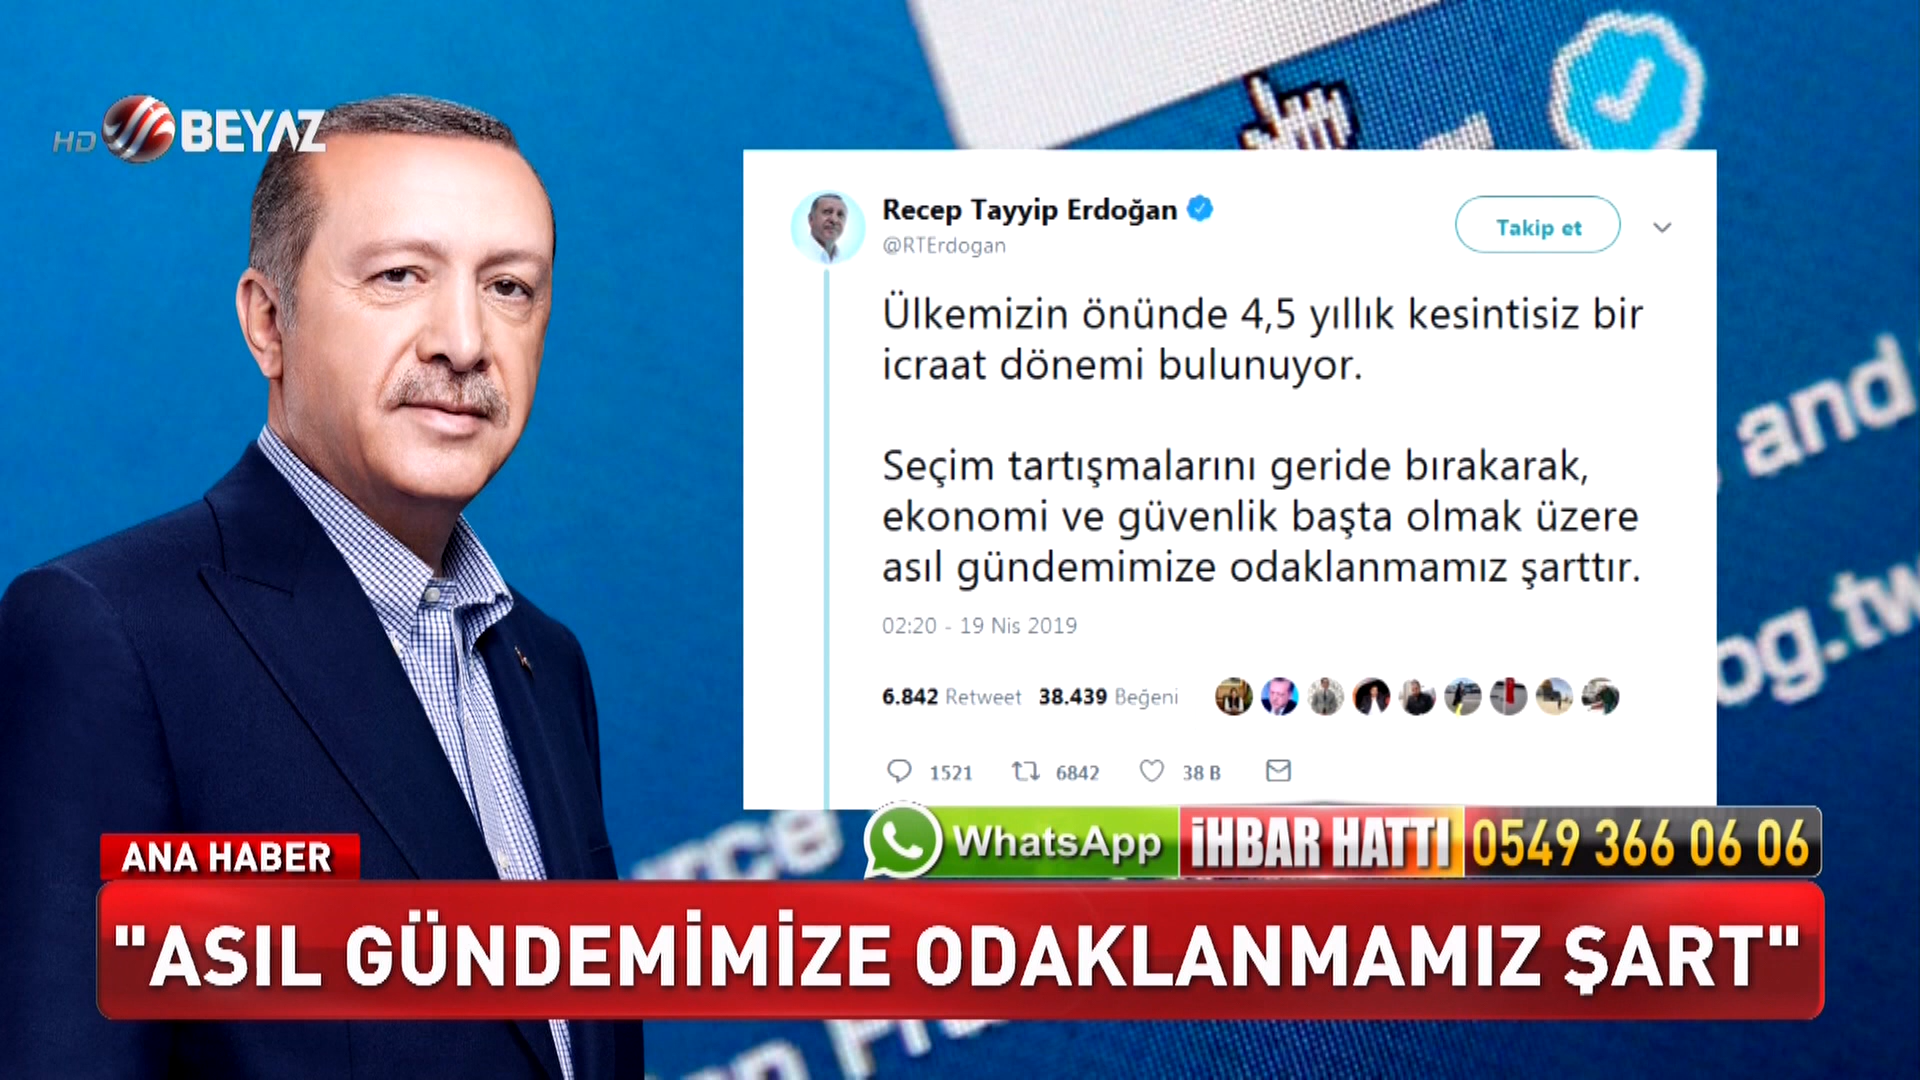 HD BEYAZ
Recep Tayyip Erdoğan
@RTErdogan
Takip et
Ülkemizin önünde 4,5 yıllık kesintisiz bir
icraat dönemi bulunuyor.
Seçim tartışmalarını geride bırakarak,
ekonomi ve güvenlik başta olmak üzere
asıl gündemimize odaklanmamız şarttır.
02:20 - 19 Nis 2019
6.842 Retweet 38.439 Beğeni
1521 6842 38 B
and
og.tw
WhatsApp İHBAR HATTI 0549 366 06 06
ANA HABER
"ASIL GÜNDEMİMİZE ODAKLANMAMIZ ŞART"